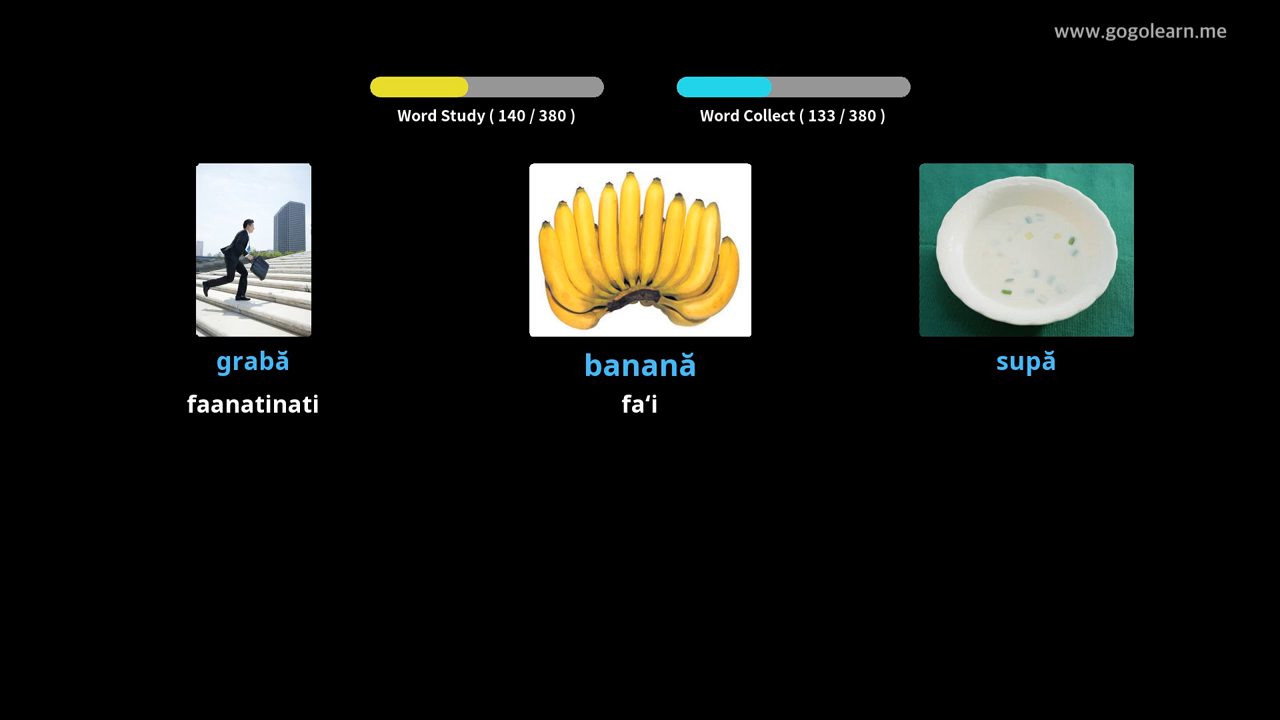 www.gogolearn.me
Word Study ( 140 / 380 )
Word Collect ( 133 / 380 )
grabă
banană
supă
faanatinati
fa‘i